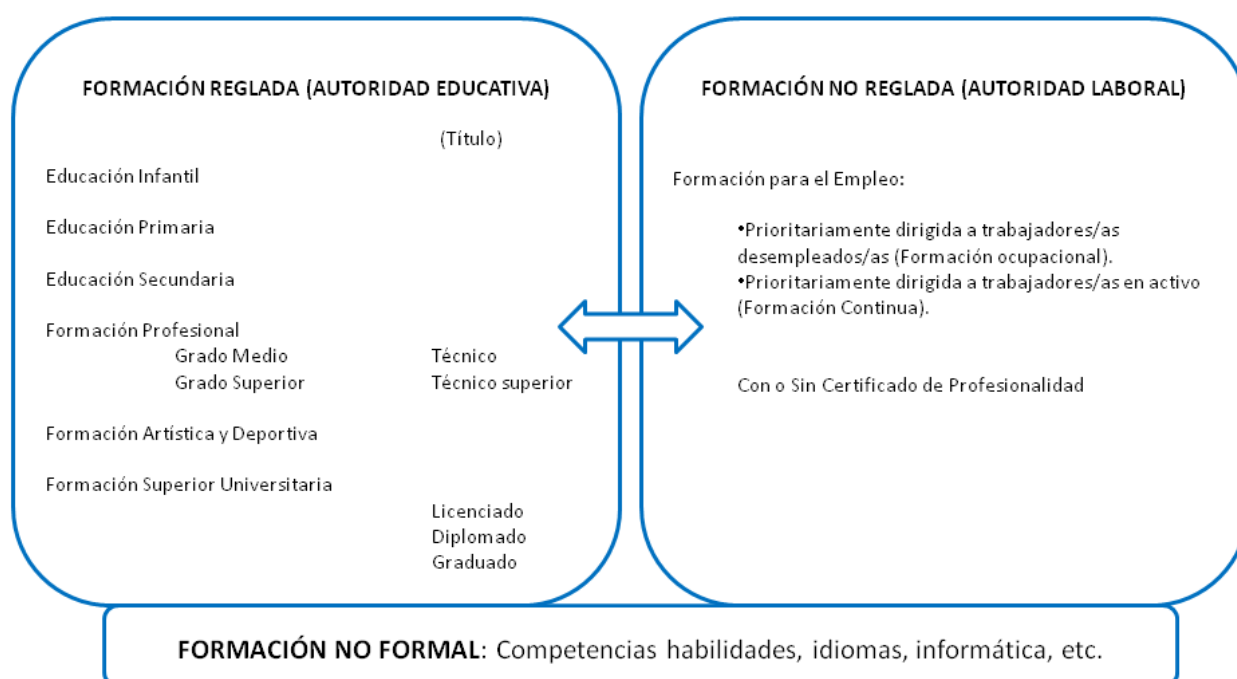 FORMACIÓN REGLADA (AUTORIDAD EDUCATIVA)
(Título)
Educación Infantil
Educación Primaria
Educación Secundaria
Formación Profesional
Grado Medio Técnico
Grado Superior Técnico superior
Formación Artística y Deportiva
Formación Superior Universitaria
Licenciado
Diplomado
Graduado
FORMACIÓN NO REGLADA (AUTORIDAD LABORAL)
Formación para el Empleo:
•Prioritariamente dirigida a trabajadores/as
desempleados/as (Formación ocupacional).
•Prioritariamente dirigida a trabajadores/as en activo
(Formación Continua).
Con o Sin Certificado de Profesionalidad
FORMACIÓN NO FORMAL: Competencias habilidades, idiomas, informática, etc.